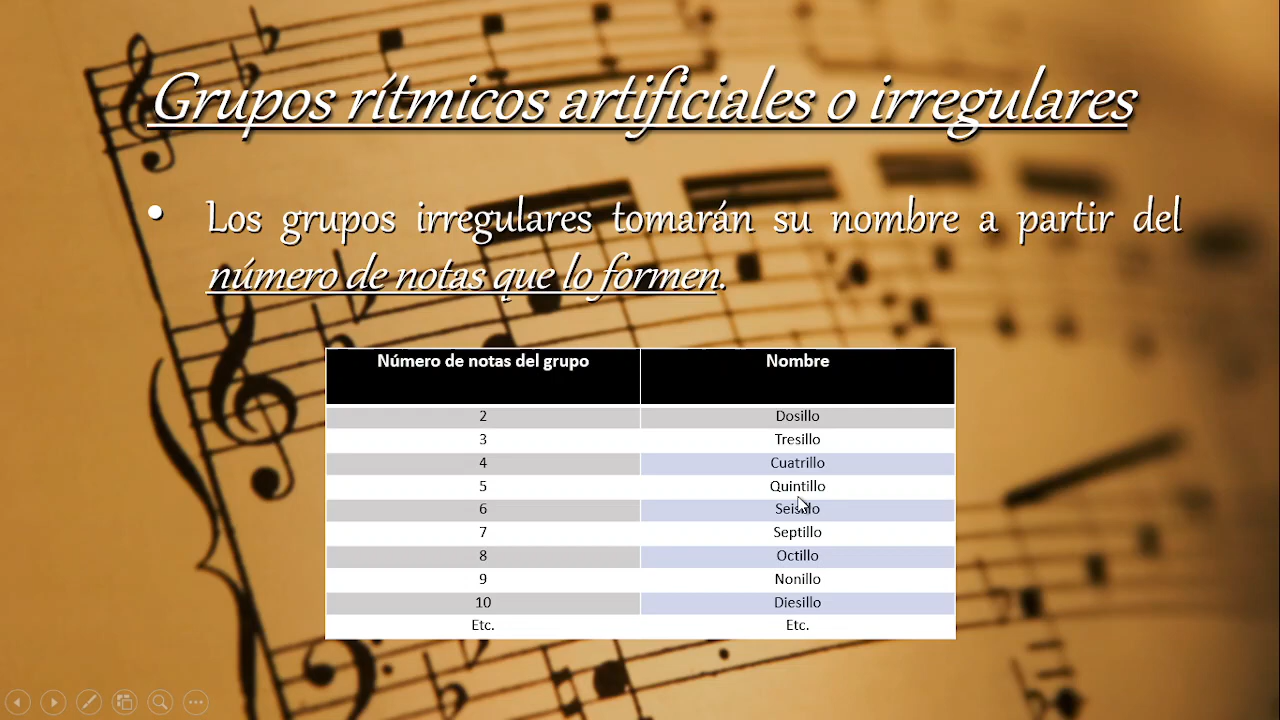 Grupos rítmicos artificiales o irregulares
• Los grupos irregulares tomarán su nombre a partir del
número de notas que lo formen.
Número de notas del grupo Nombre
2 Dosillo
3 Tresillo
4 Cuatrillo
5 Quintillo
6 Seisillo
7 Septillo
8 Octillo
9 Nonillo
10 Diesillo
Etc. Etc.